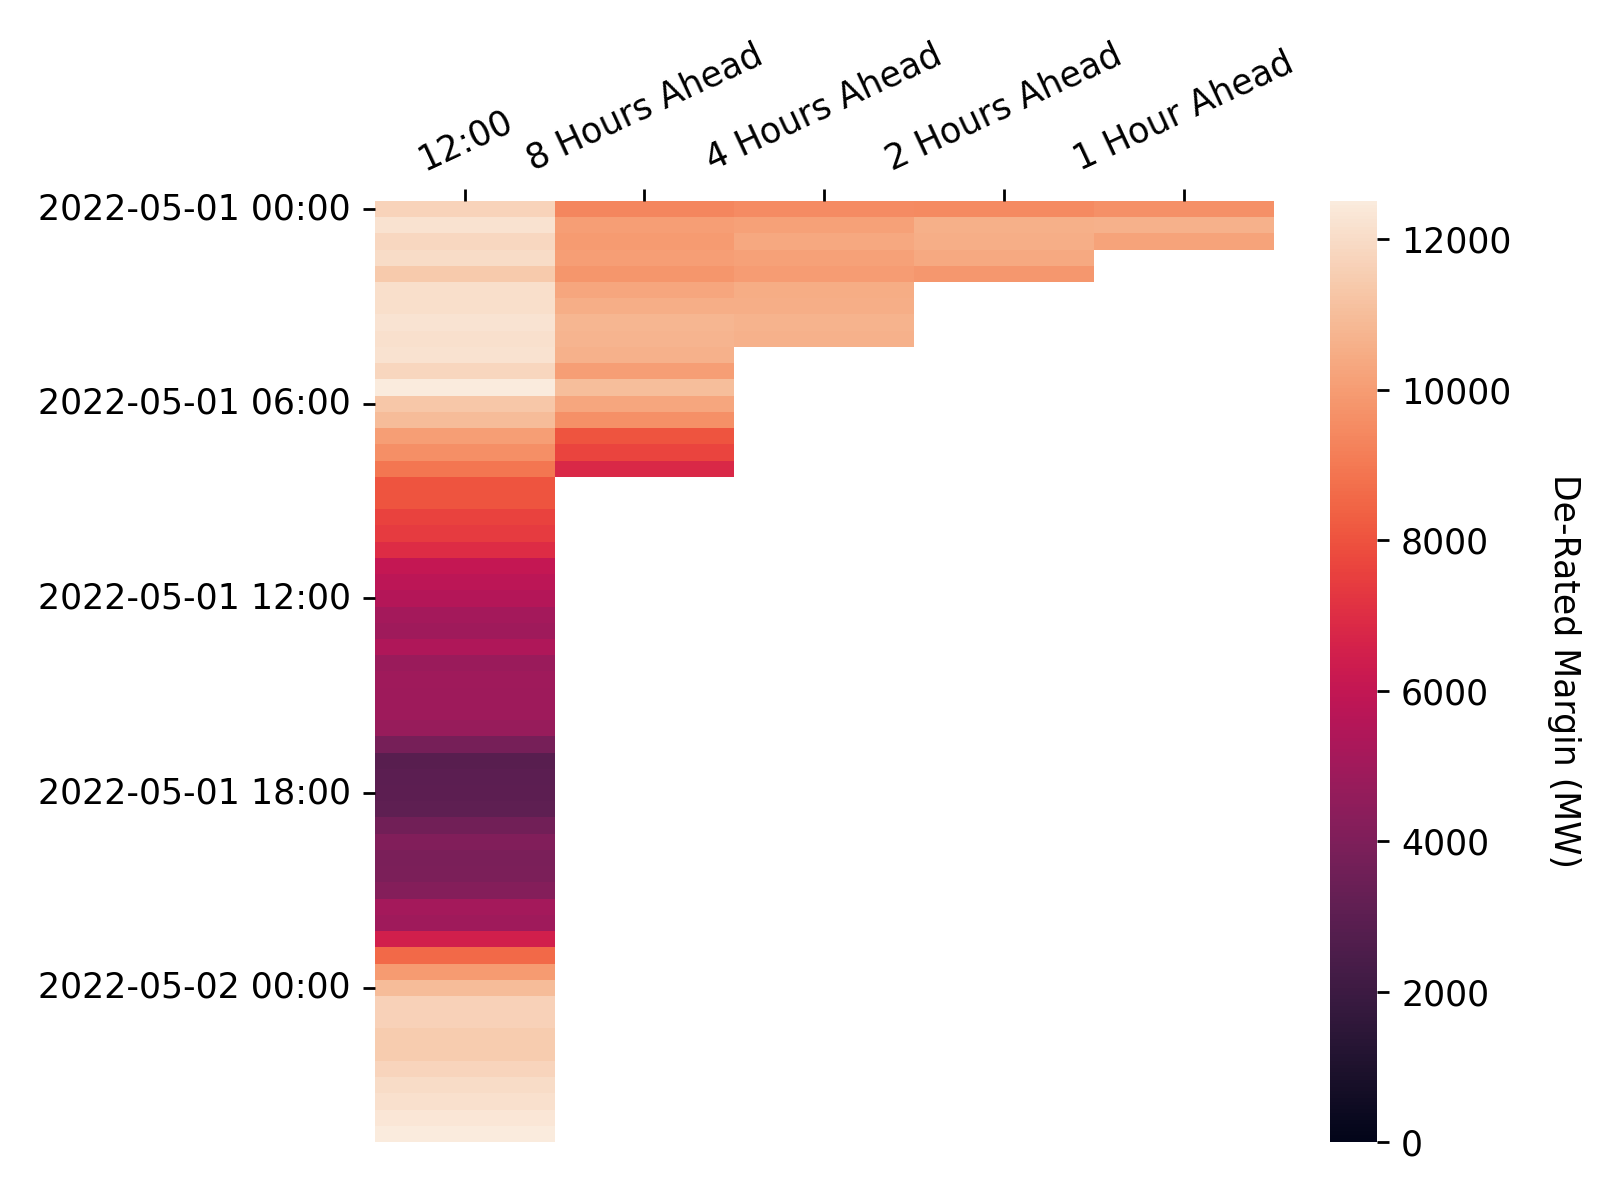 12:00
8 Hours Ahead
4 Hours Ahead
2 Hours Ahead
1 Hour Ahead
2022-05-01 00:00
2022-05-01 06:00
2022-05-01 12:00
2022-05-01 18:00
2022-05-02 00:00
12000
10000
8000
6000
4000
2000
0
De-Rated Margin (MW)